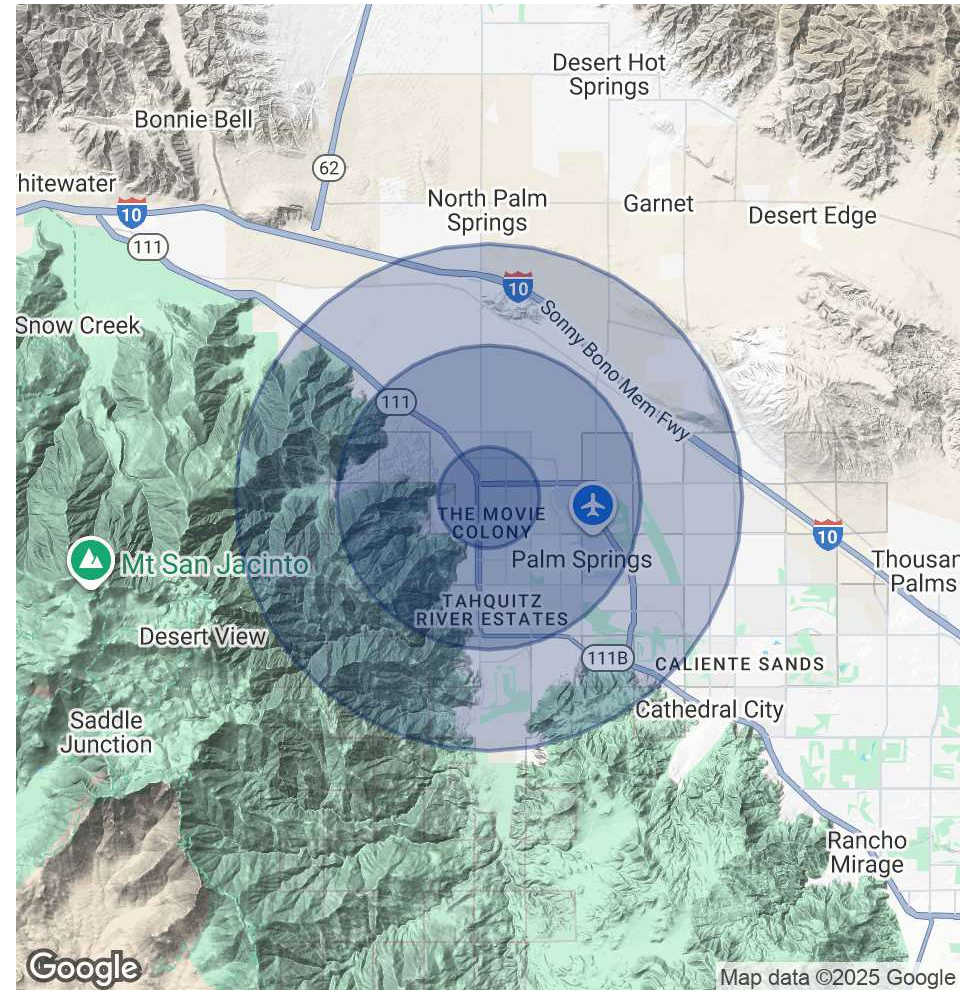 Desert Hot
Springs
Bonnie Bell
62
hitewater
10
North Palm
Springs
Garnet
Desert Edge
111
10
Snow Creek
Sonny Bono Mem Fwy
111
THE MOVIE
COLONY
10
Mt San Jacinto
Palm Springs
Thousan
Palms
TAHQUITZ
RIVER ESTATES
Desert View
111B
CALIENTE SANDS
Saddle
Junction
Cathedral City
Rancho
Mirage
Google
Map data ©2025 Google